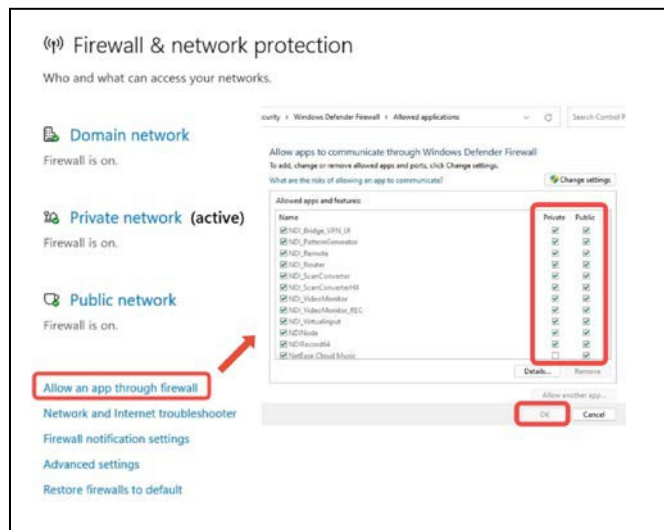 Firewall & network protection
Who and what can access your networks.
Domain network
Firewall is on.
Private network (active)
Firewall is on.
Public network
Firewall is on.
Allow an app through firewall
Network and Internet troubleshooter
Firewall notification settings
Advanced settings
Restore firewalls to default
curity > Windows Defender Firewall > Allowed applications
Search Control P
Allow apps to communicate through Windows Defender Firewall
To add, change or remove allowed apps and ports, click Change settings.
What are the risks of allowing an app to communicate?
Change settings
Allowed apps and features:
Name Private Public
NDI_Bridge_VPN_UI
NDI_PatternGenerator
NDI_Remote
NDI_Router
NDI_ScanConverter
NDI_ScanConverterHX
NDI_VideoMonitor
NDI_VideoMonitor_REC
NDI_VirtualInput
NDINode
NDIRecord64
NetEase Cloud Music
Details... Remove
Allow another app...
OK Cancel